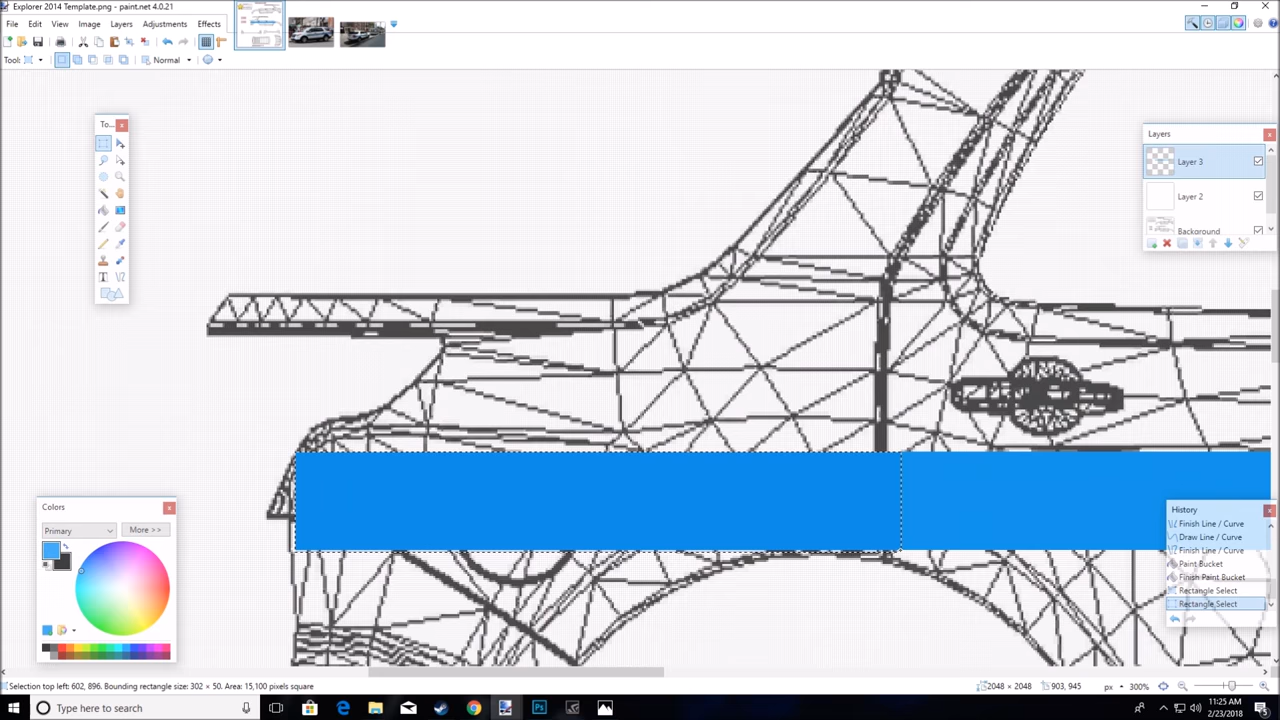 Explorer 2014 Template.png - paint.net 4.0.21
File Edit View Image Layers Adjustments Effects
Tool: Normal
To...
Layers
Layer 3
Layer 2
Background
Colors
Primary More >>
History
Finish Line / Curve
Draw Line / Curve
Finish Line / Curve
Paint Bucket
Finish Paint Bucket
Rectangle Select
Rectangle Select
Selection top left: 602, 896. Bounding rectangle size: 302 × 50. Area: 15,100 pixels square
2048 × 2048 903, 945 px 300%
Type here to search
11:25 AM
2/23/2018